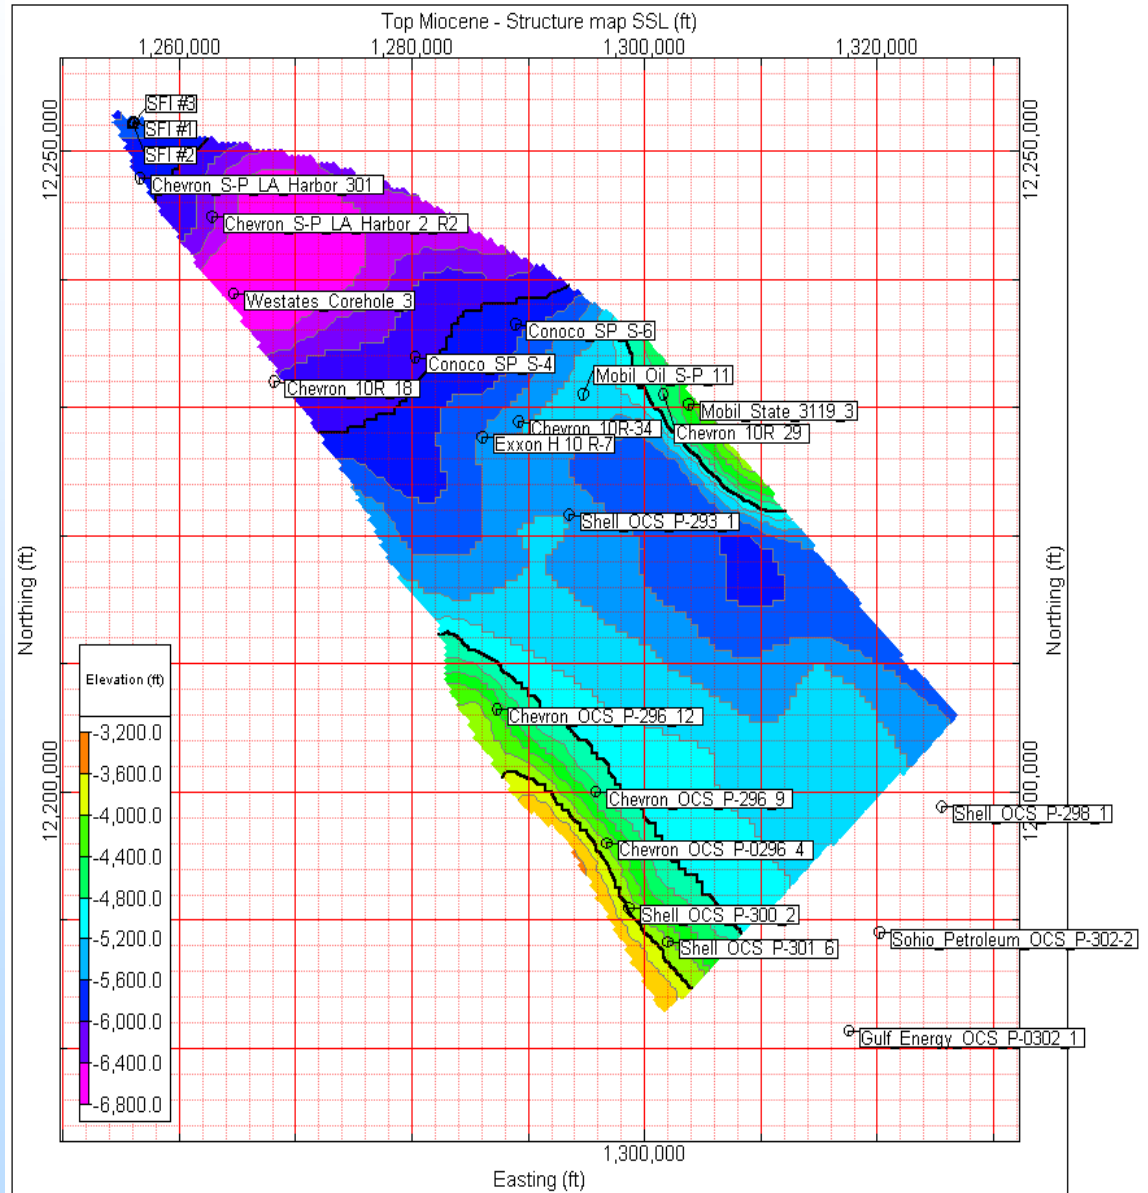 Top Miocene - Structure map SSL (ft)
1,260,000
1,280,000
1,300,000
1,320,000
12,250,000
12,250,000
SFI #3
SFI #1
SFI #2
Chevron_S-P_LA_Harbor_301
Chevron_S-P_LA_Harbor_2_R2
Westates_Corehole_3
Conoco_SP_S-6
Conoco_SP_S-4
Mobil_Oil_S-P_11
Chevron_10R_18
Mobil_State_3119_3
Chevron_10R-34
Chevron_10R_29
Exxon H 10 R-7
Shell_OCS_P-293_1
Northing (ft)
Northing (ft)
Elevation (ft)
-3,200.0
-3,600.0
-4,000.0
-4,400.0
-4,800.0
-5,200.0
-5,600.0
-6,000.0
-6,400.0
-6,800.0
Chevron_OCS_P-296_12
12,200,000
12,200,000
Chevron_OCS_P-296_9
Shell_OCS_P-298_1
Chevron_OCS_P-0296_4
Shell_OCS_P-300_2
Shell_OCS_P-301_6
Sohio_Petroleum_OCS_P-302-2
Gulf_Energy_OCS_P-0302_1
1,300,000
Easting (ft)